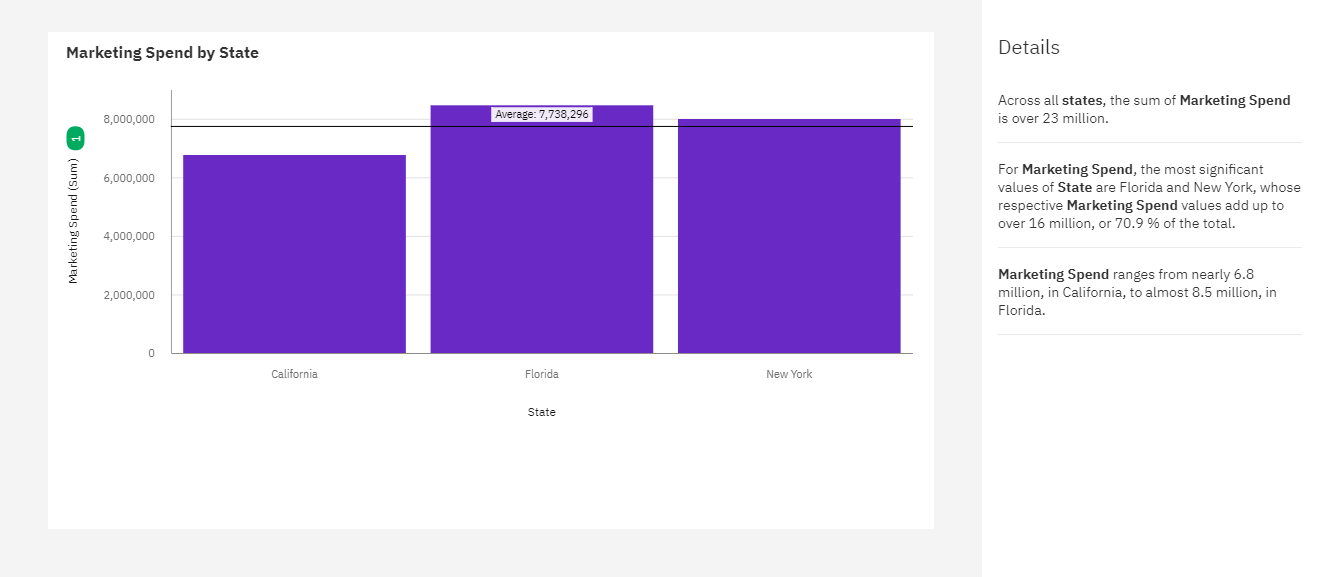 Marketing Spend by State
Marketing Spend (Sum)
1
8,000,000
6,000,000
4,000,000
2,000,000
0
Average: 7,738,296
California
Florida
New York
State
Details
Across all states, the sum of Marketing Spend
is over 23 million.
For Marketing Spend, the most significant
values of State are Florida and New York, whose
respective Marketing Spend values add up to
over 16 million, or 70.9 % of the total.
Marketing Spend ranges from nearly 6.8
million, in California, to almost 8.5 million, in
Florida.